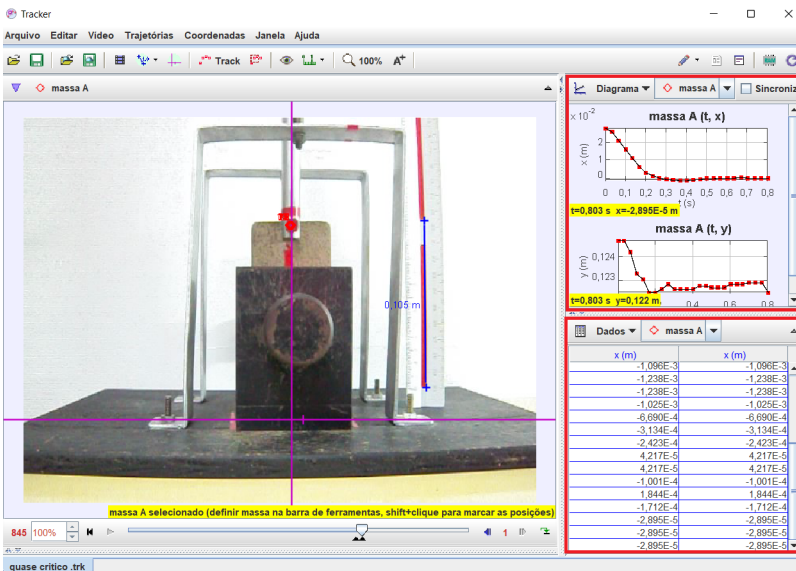 Tracker
Arquivo Editar Video Trajetórias Coordenadas Janela Ajuda
Track 100% A+
massa A
Diagrama massa A Sincroniz
x 10-2
massa A (t, x)
x (m)
2
1
0
0 0,1 0,2 0,3 0,4 0,5 0,6 0,7 0,8
t (s)
t=0,803 s x=-2,895E-5 m
massa A (t, y)
y (m)
0,124
0,123
0,4 0,6 0,8
t=0,803 s y=0,122 m.
0,105 m
Dados massa A
x (m) x (m)
-1,096E-3 -1,096E-3
-1,238E-3 -1,238E-3
-1,238E-3 -1,238E-3
-1,025E-3 -1,025E-3
-6,690E-4 -6,690E-4
-3,134E-4 -3,134E-4
-2,423E-4 -2,423E-4
4,217E-5 4,217E-5
4,217E-5 4,217E-5
-1,001E-4 -1,001E-4
1,844E-4 1,844E-4
-1,712E-4 -1,712E-4
-2,895E-5 -2,895E-5
-2,895E-5 -2,895E-5
-2,895E-5 -2,895E-5
massa A selecionado (definir massa na barra de ferramentas, shift+clique para marcar as posições)
845 100% 1
quase critico .trk